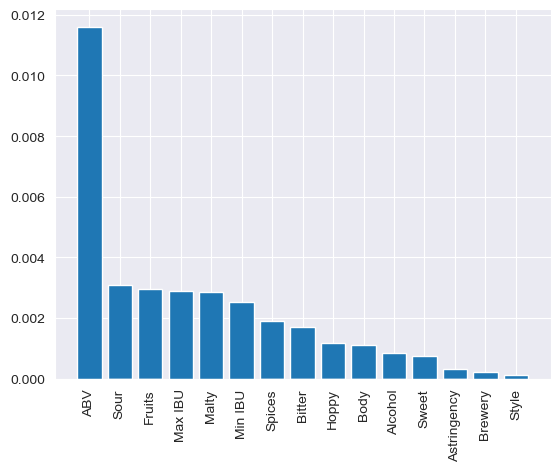 0.012
0.010
0.008
0.006
0.004
0.002
0.000
ABV
Sour
Fruits
Max IBU
Malty
Min IBU
Spices
Bitter
Hoppy
Body
Alcohol
Sweet
Astringency
Brewery
Style